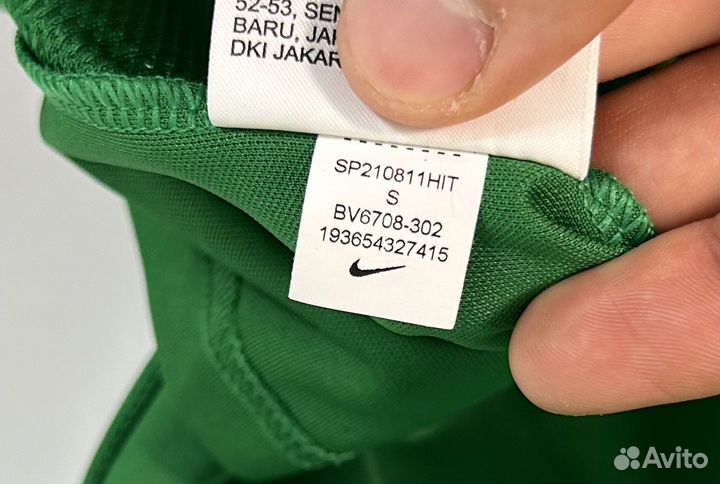 52-53, SEN
BARU, JA
DKI JAKAR
SP210811HIT
S
BV6708-302
193654327415
Avito